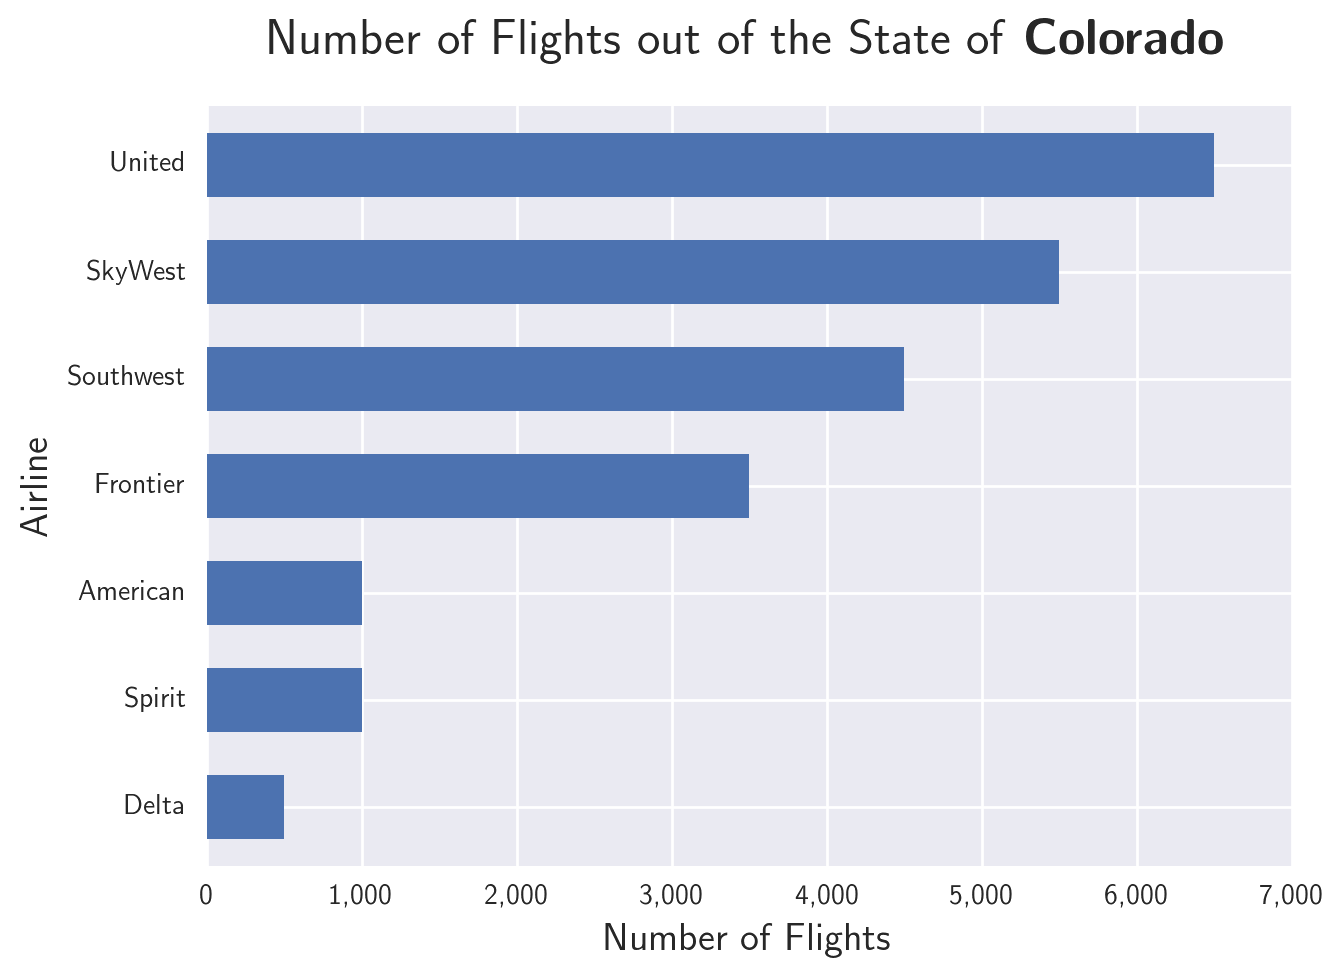 Number of Flights out of the State of Colorado
United
SkyWest
Southwest
Frontier
American
Spirit
Delta
Airline
0 1,000 2,000 3,000 4,000 5,000 6,000 7,000
Number of Flights